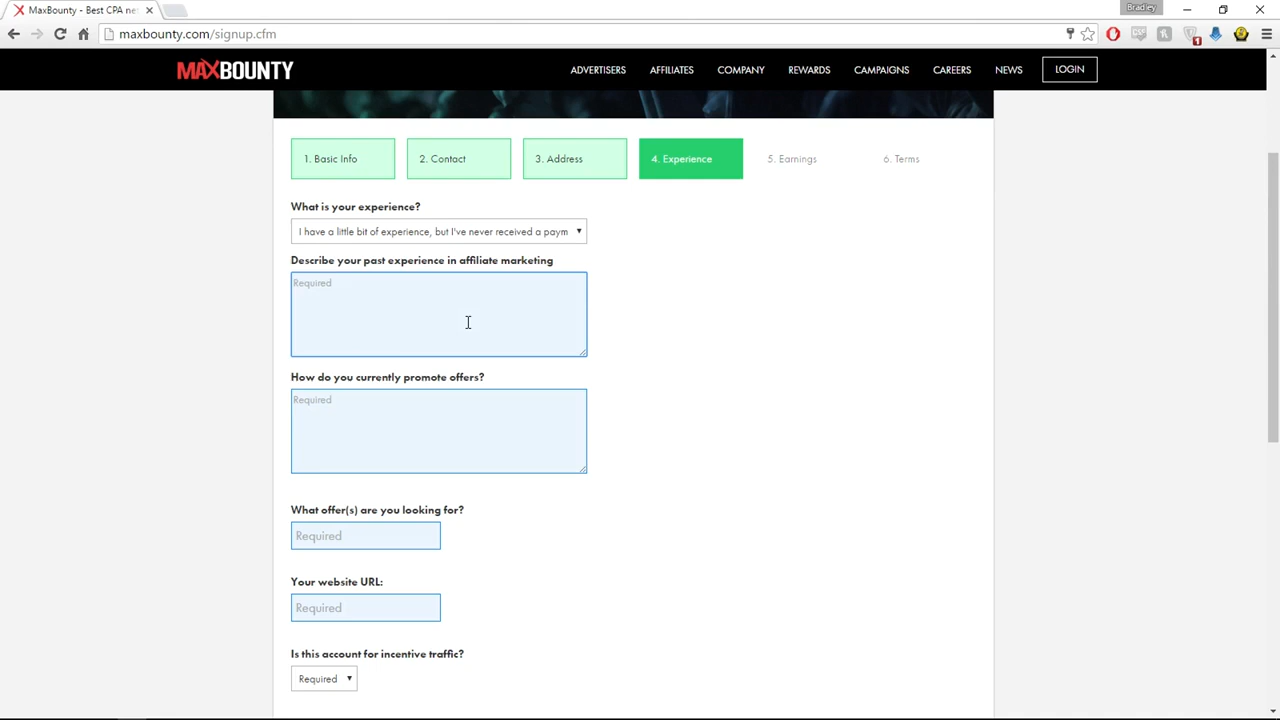 MaxBounty - Best CPA net
Bradley
maxbounty.com/signup.cfm
1
MAXBOUNTY
ADVERTISERS AFFILIATES COMPANY REWARDS CAMPAIGNS CAREERS NEWS LOGIN
1. Basic Info 2. Contact 3. Address 4. Experience 5. Earnings 6. Terms
What is your experience?
I have a little bit of experience, but I've never received a paym
Describe your past experience in affiliate marketing
Required
How do you currently promote offers?
Required
What offer(s) are you looking for?
Required
Your website URL:
Required
Is this account for incentive traffic?
Required